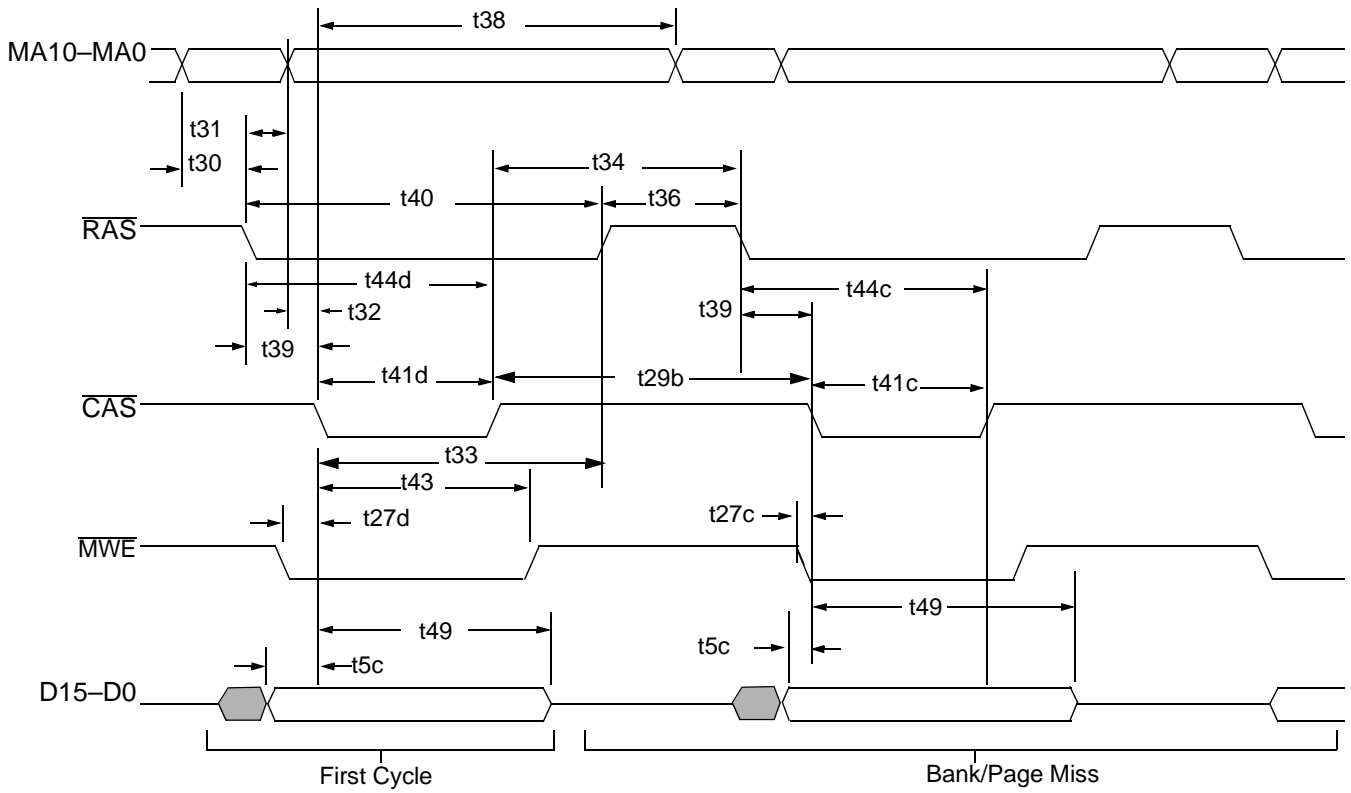 t38
MA10–MA0
t31
t30
t34
t40
t36
RAS
t44d
t44c
t32
t39
t39
t41d
t29b
t41c
CAS
t33
t43
t27d
t27c
MWE
t49
t49
t5c
t5c
D15–D0
First Cycle
Bank/Page Miss